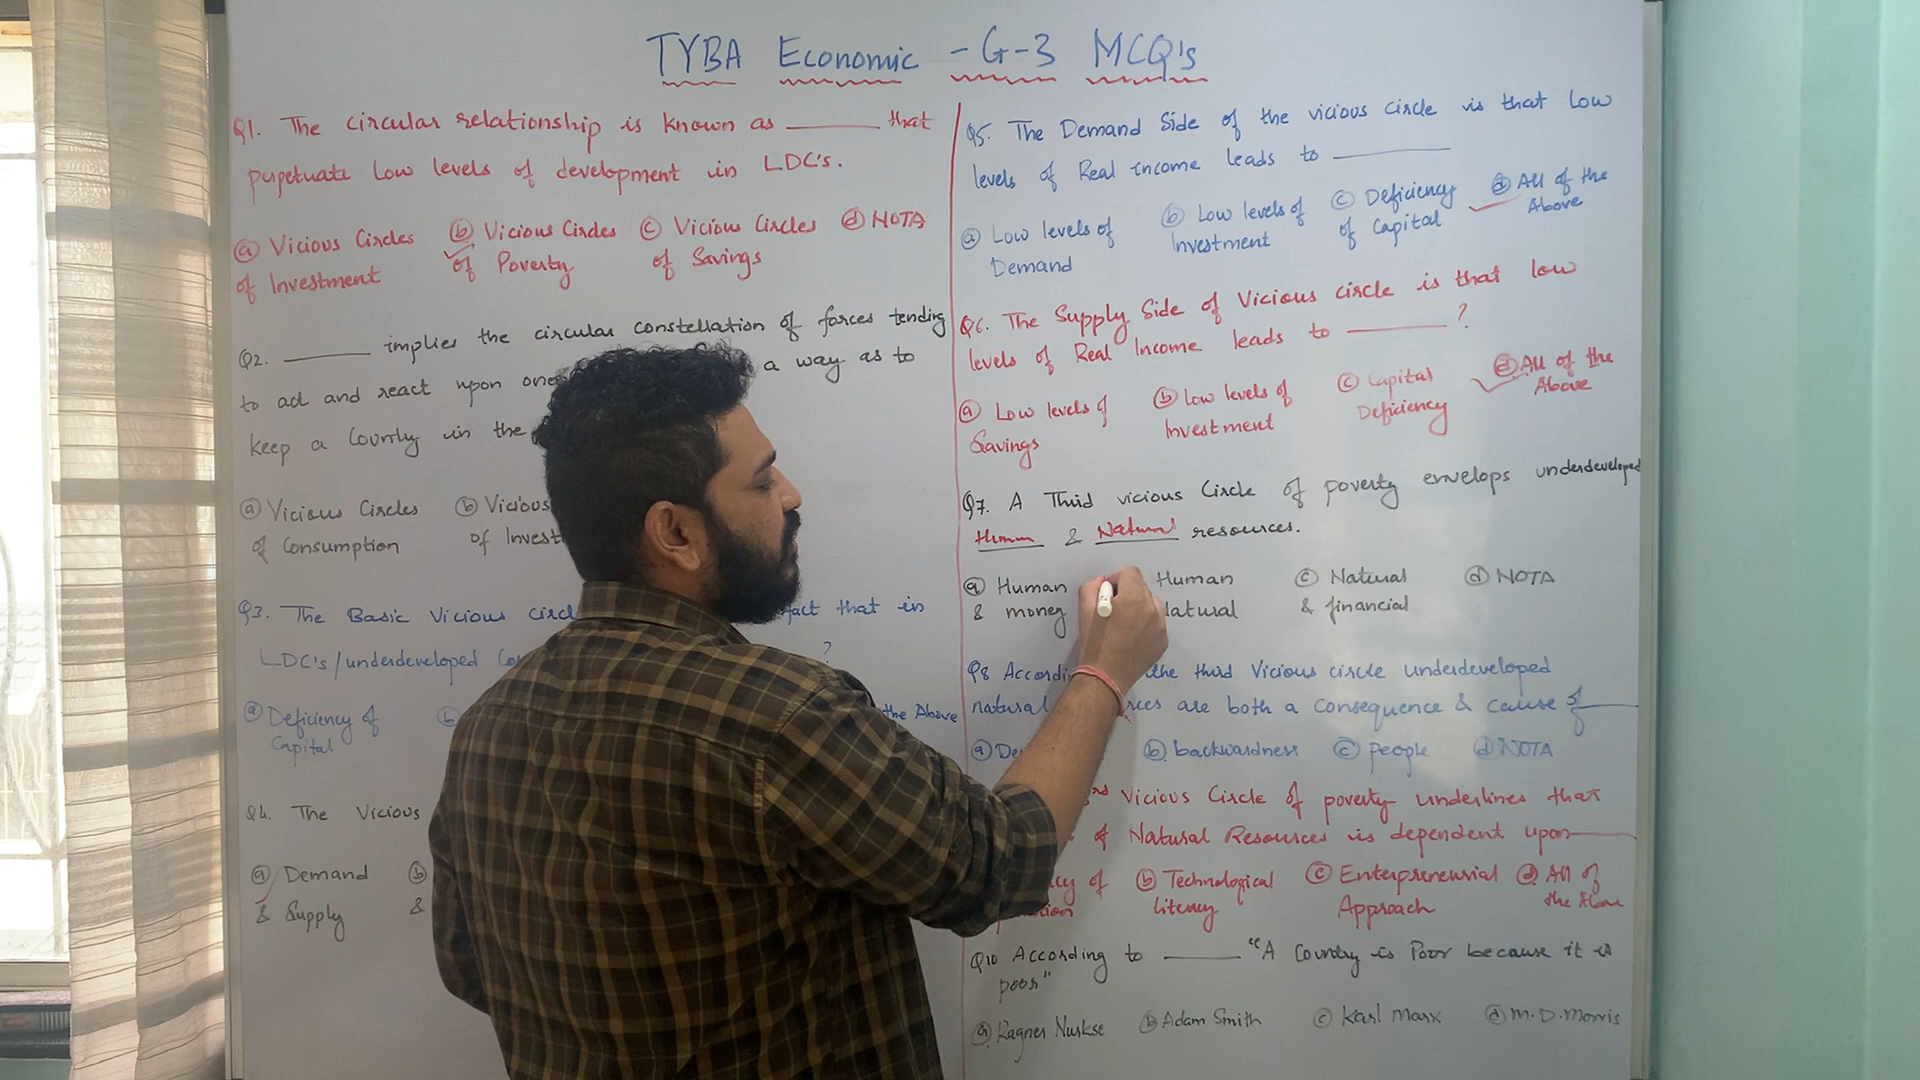 TYBA Economic - G-3 MCQ's
Q1. The circular relationship is known as ______ that
pupetuate Low levels of development in LDC's.
(a) Vicious Circles (b) Vicious Circles (c) Vicious Circles (d) NOTA
of Investment of Poverty of Savings
Q2. ______ implies the circular constellation of forces tending
to act and react upon one a way as to
keep a Country in the
(a) Vicious Circles (b) Vicious
of Consumption of Invest
Q3. The Basic Vicious circl fact that in
LDC's/underdeveloped ?
(a) Deficiency of (b) the Above
Capital
Q4. The Vicious
(a) Demand (b)
& Supply &
Q5. The Demand Side of the vicious circle is that Low
levels of Real income leads to ______
(a) Low levels of (b) Low levels of (c) Deficiency (d) All of the
Demand Investment of Capital Above
Q6. The Supply Side of Vicious circle is that low
levels of Real Income leads to ______ ?
(a) Low levels of (b) Low levels of (c) Capital (d) All of the
Savings Investment Deficiency Above
Q7. A Third vicious Circle of poverty envelops underdeveloped
Human & Natural resources.
(a) Human Human (c) Natural (d) NOTA
& money Natural & financial
Q8 Accordi the third Vicious circle underdeveloped
natural rces are both a consequence & cause of
(a) De (b) backwardness (c) people (d) NOTA
3rd Vicious Circle of poverty underlines that
of Natural Resources is dependent upon
cy of (b) Technological (c) Enterpreneurial (d) All of
literacy Approach the Above
Q10 According to ______ "A Country is Poor because it is
poor"
(a) Ragner Nurkse (b) Adam Smith (c) Karl Marx (d) M.D. Morris